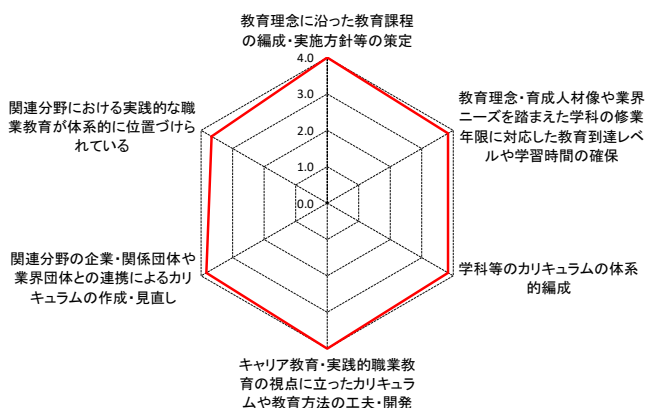 教育理念に沿った教育課程
の編成・実施方針等の策定
4.0
3.0
2.0
1.0
0.0
教育理念・育成人材像や業界
ニーズを踏まえた学科の修業
年限に対応した教育到達レベ
ルや学習時間の確保
学科等のカリキュラムの体系
的編成
キャリア教育・実践的職業教
育の視点に立ったカリキュラ
ムや教育方法の工夫・開発
関連分野の企業・関係団体や
業界団体との連携によるカリ
キュラムの作成・見直し
関連分野における実践的な職
業教育が体系的に位置づけら
れている